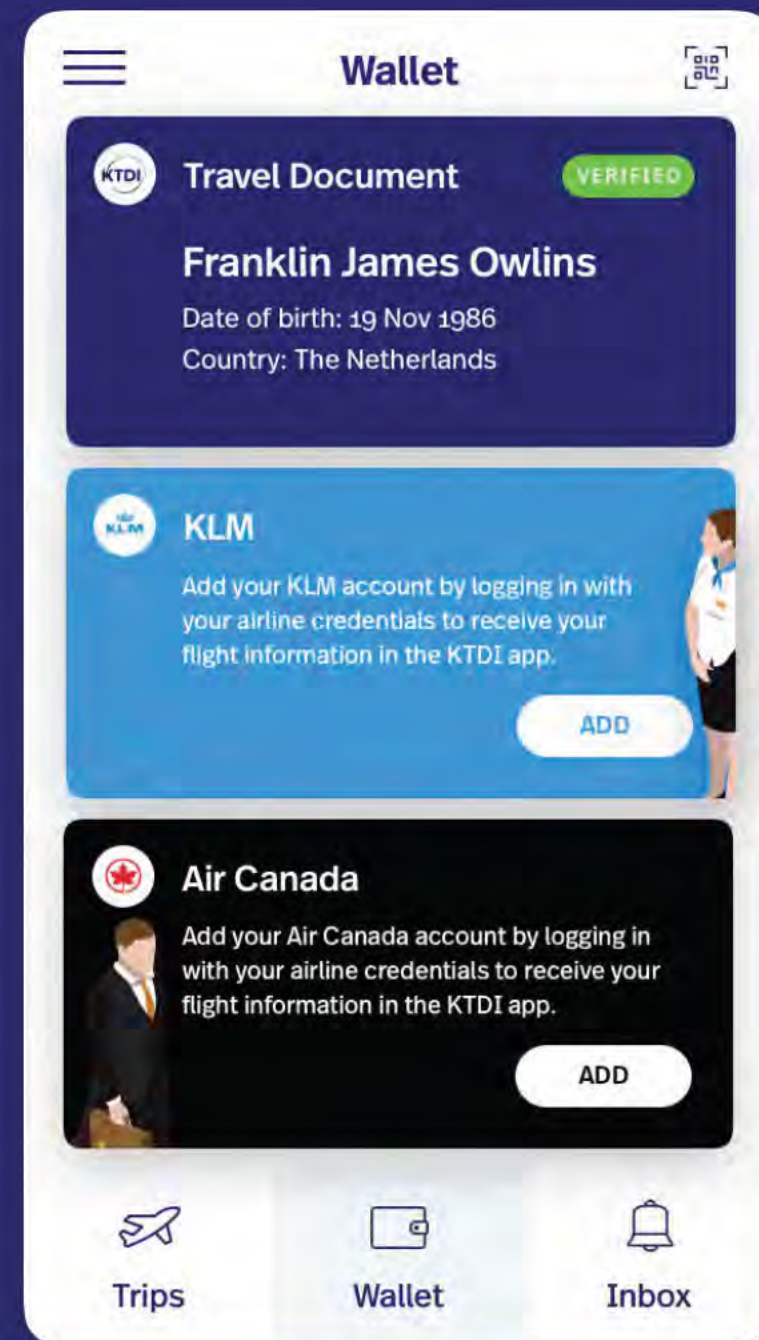 Wallet
KTDI
Travel Document
VERIFIED
Franklin James Owlins
Date of birth: 19 Nov 1986
Country: The Netherlands
KLM
KLM
Add your KLM account by logging in with
your airline credentials to receive your
flight information in the KTDI app.
ADD
Air Canada
Add your Air Canada account by logging in
with your airline credentials to receive your
flight information in the KTDI app.
ADD
Trips
Wallet
Inbox